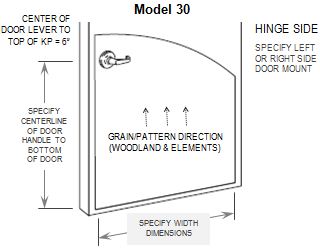 Model 30
CENTER OF
DOOR LEVER TO
TOP OF KP = 6"
HINGE SIDE
SPECIFY LEFT
OR RIGHT SIDE
DOOR MOUNT
SPECIFY
CENTERLINE
OF DOOR
HANDLE TO
BOTTOM
OF DOOR
GRAIN/PATTERN DIRECTION
(WOODLAND & ELEMENTS)
SPECIFY WIDTH
DIMENSIONS